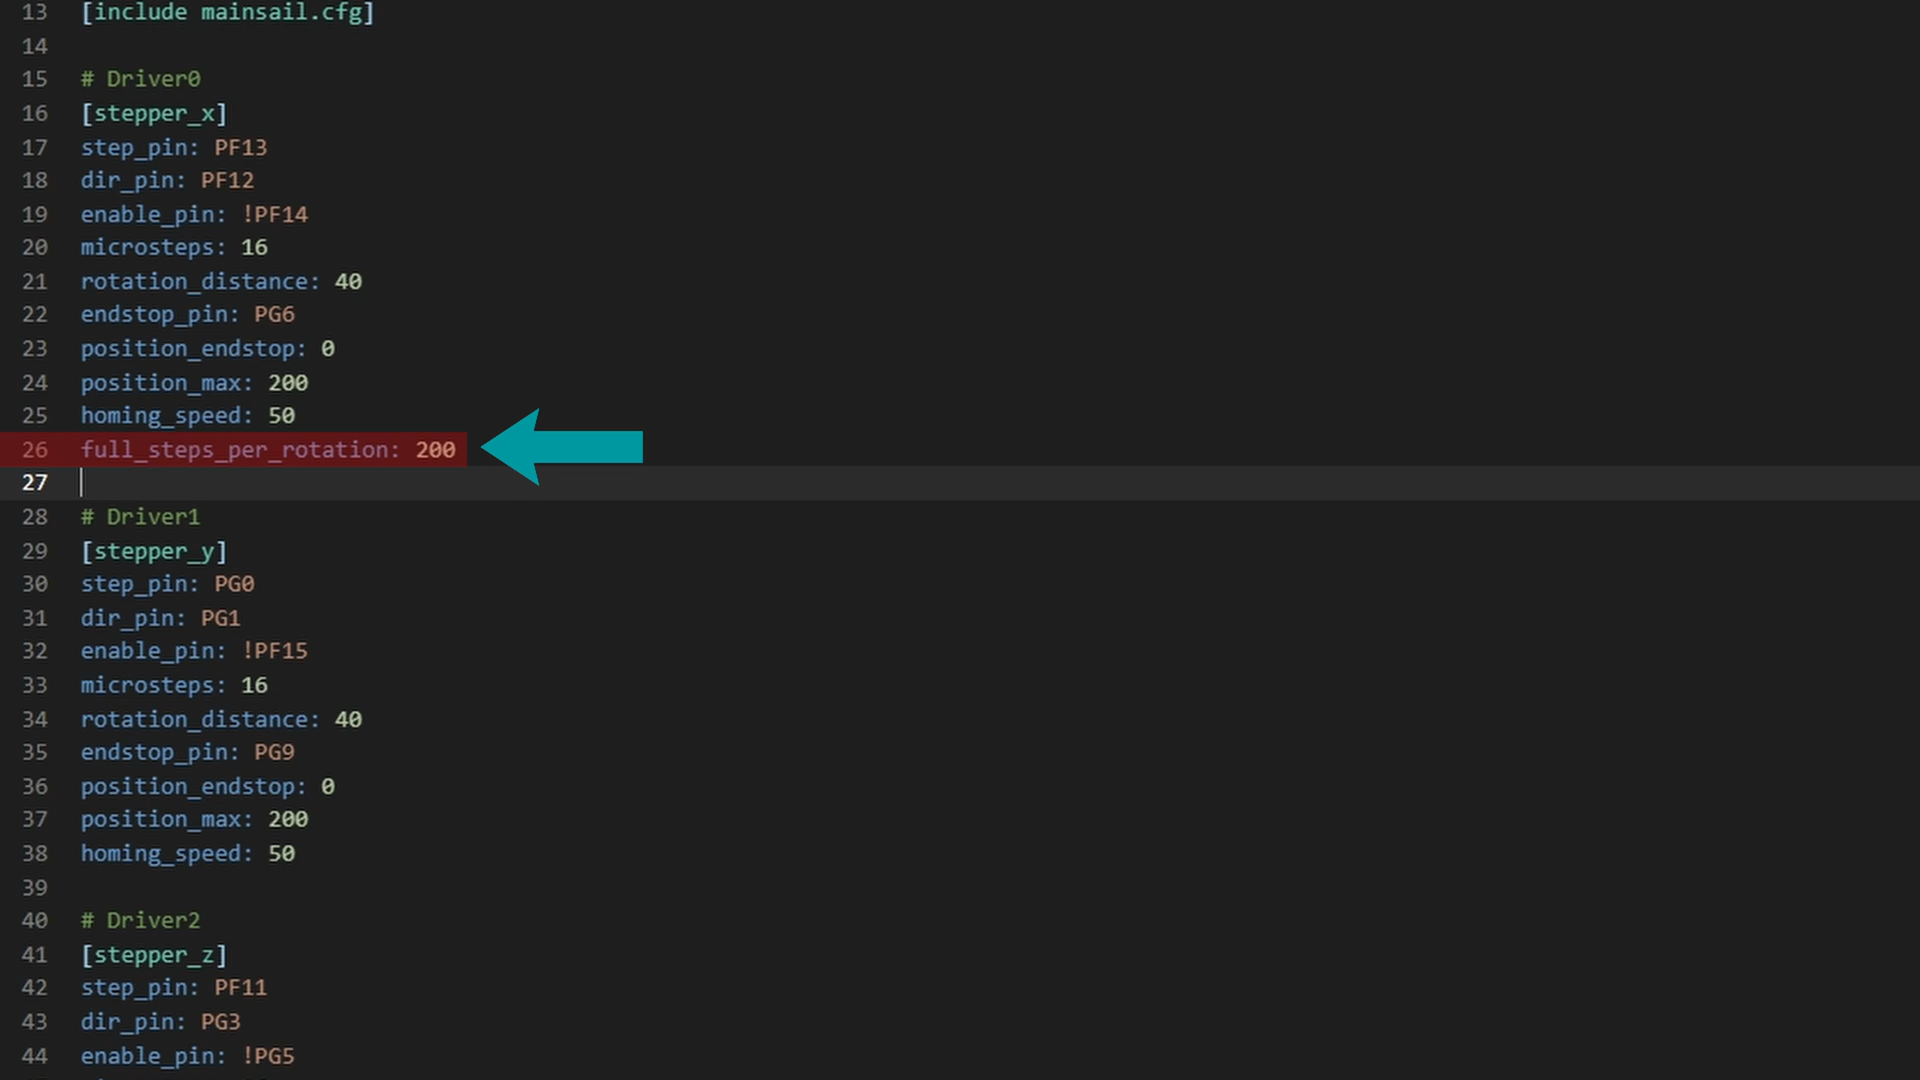 13 [include mainsail.cfg]
14
15 # Driver0
16 [stepper_x]
17 step_pin: PF13
18 dir_pin: PF12
19 enable_pin: !PF14
20 microsteps: 16
21 rotation_distance: 40
22 endstop_pin: PG6
23 position_endstop: 0
24 position_max: 200
25 homing_speed: 50
26 full_steps_per_rotation: 200
27
28 # Driver1
29 [stepper_y]
30 step_pin: PG0
31 dir_pin: PG1
32 enable_pin: !PF15
33 microsteps: 16
34 rotation_distance: 40
35 endstop_pin: PG9
36 position_endstop: 0
37 position_max: 200
38 homing_speed: 50
39
40 # Driver2
41 [stepper_z]
42 step_pin: PF11
43 dir_pin: PG3
44 enable_pin: !PG5